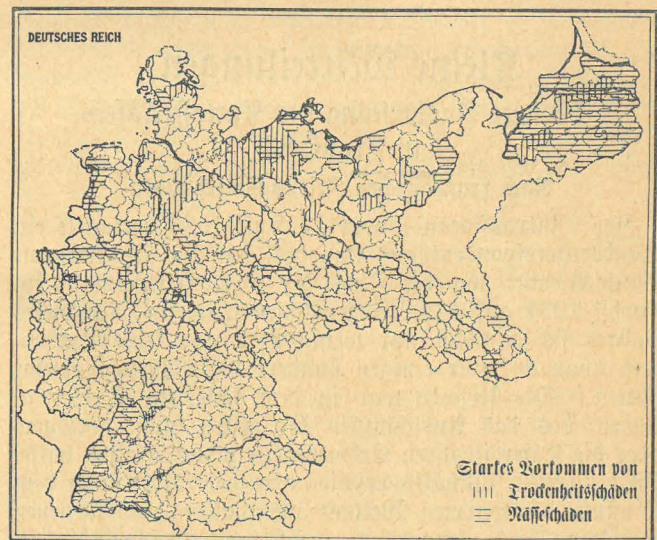 DEUTSCHES REICH
Starkes Vorkommen von
Trockenheitsschäden
Nässeschäden